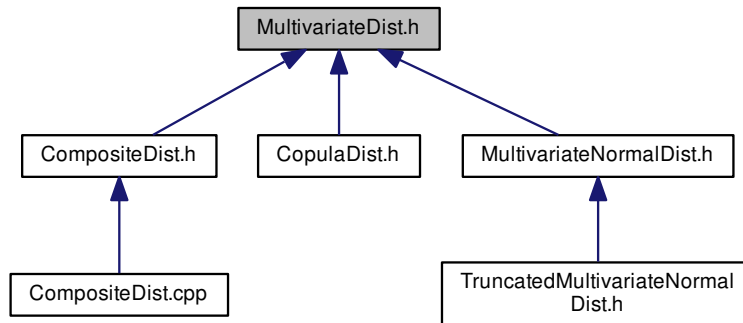 MultivariateDist.h
CompositeDist.h
CopulaDist.h
MultivariateNormalDist.h
CompositeDist.cpp
TruncatedMultivariateNormal
Dist.h